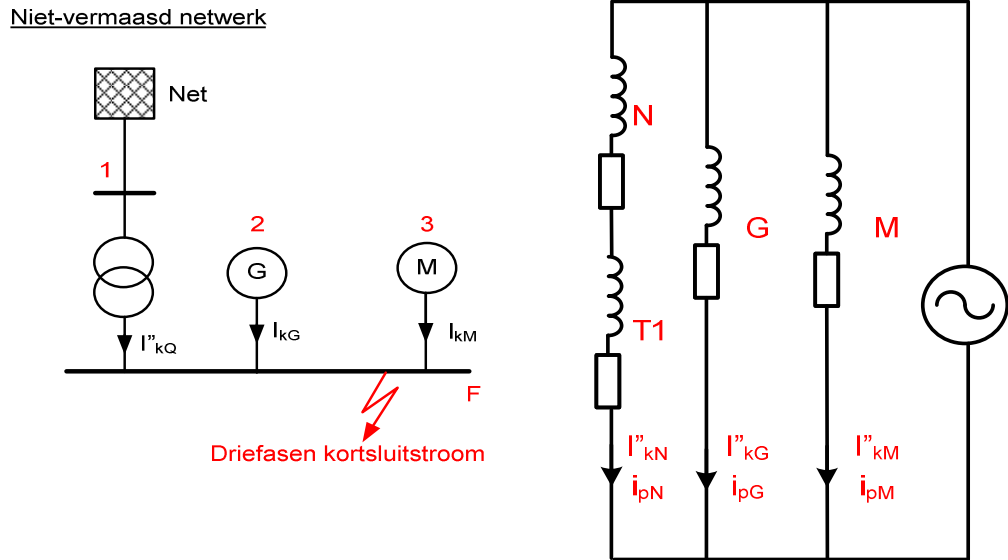 Niet-vermaasd netwerk
Net
1
2
3
G
M
I"kQ
IkG
IkM
F
Driefasen kortsluitstroom
N
G
M
T1
I"kN
ipN
I"kG
ipG
I"kM
ipM